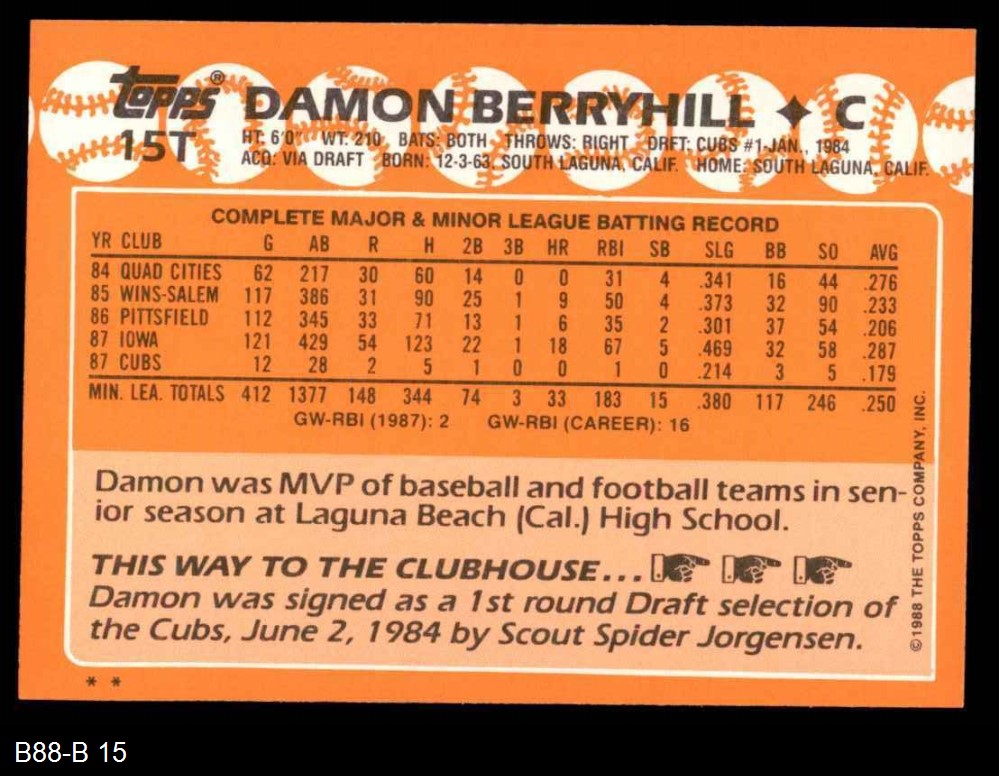 topps® DAMON BERRYHILL ♦ C
15T
HT: 6'0" WT: 210 BATS: BOTH THROWS: RIGHT DRFT: CUBS #1-JAN., 1984
ACQ: VIA DRAFT BORN: 12-3-63, SOUTH LAGUNA, CALIF. HOME: SOUTH LAGUNA, CALIF.
COMPLETE MAJOR & MINOR LEAGUE BATTING RECORD
YR CLUB G AB R H 2B 3B HR RBI SB SLG BB SO AVG
84 QUAD CITIES 62 217 30 60 14 0 0 31 4 .341 16 44 .276
85 WINS-SALEM 117 386 31 90 25 1 9 50 4 .373 32 90 .233
86 PITTSFIELD 112 345 33 71 13 1 6 35 2 .301 37 54 .206
87 IOWA 121 429 54 123 22 1 18 67 5 .469 32 58 .287
87 CUBS 12 28 2 5 1 0 0 1 0 .214 3 5 .179
MIN. LEA. TOTALS 412 1377 148 344 74 3 33 183 15 .380 117 246 .250
GW-RBI (1987): 2 GW-RBI (CAREER): 16
Damon was MVP of baseball and football teams in sen-
ior season at Laguna Beach (Cal.) High School.
THIS WAY TO THE CLUBHOUSE...
Damon was signed as a 1st round Draft selection of
the Cubs, June 2, 1984 by Scout Spider Jorgensen.
©1988 THE TOPPS COMPANY, INC.
* *
B88-B 15